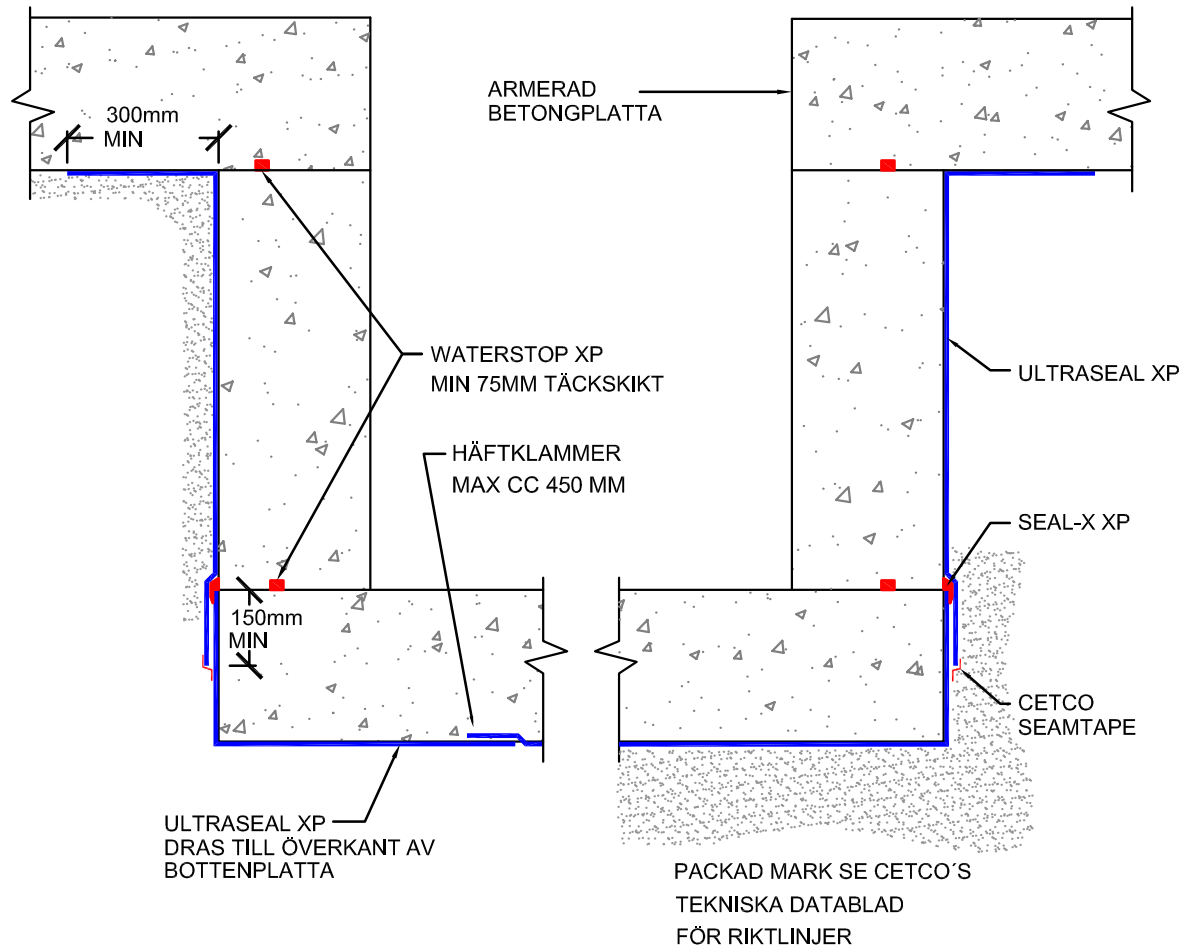 ARMERAD
BETONGPLATTA
300mm
MIN
WATERSTOP XP
MIN 75MM TÄCKSKIKT
ULTRASEAL XP
HÄFTKLAMMER
MAX CC 450 MM
SEAL-X XP
150mm
MIN
CETCO
SEAMTAPE
ULTRASEAL XP
DRAS TILL ÖVERKANT AV
BOTTENPLATTA
PACKAD MARK SE CETCO´S
TEKNISKA DATABLAD
FÖR RIKTLINJER